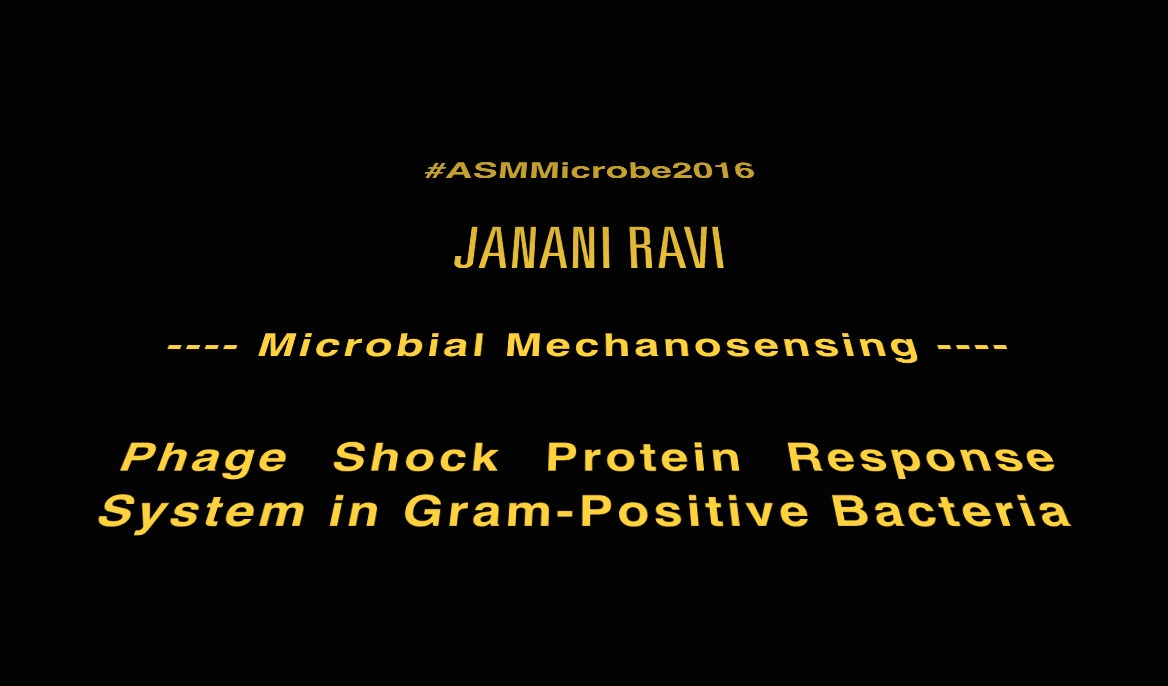 #ASMMicrobe2016
JANANI RAVI
---- Microbial Mechanosensing ----
Phage Shock Protein Response
System in Gram-Positive Bacteria